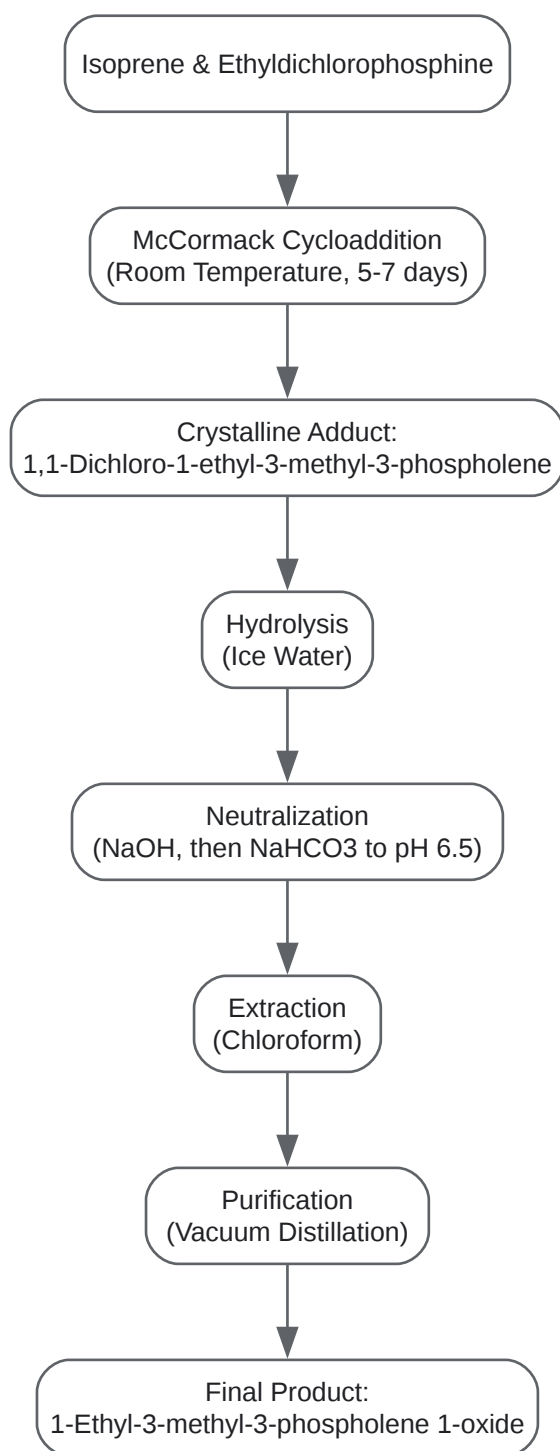 Isoprene & Ethyldichlorophosphine
McCormack Cycloaddition
(Room Temperature, 5-7 days)
Crystalline Adduct:
1,1-Dichloro-1-ethyl-3-methyl-3-phospholene
Hydrolysis
(Ice Water)
Neutralization
(NaOH, then NaHCO3 to pH 6.5)
Extraction
(Chloroform)
Purification
(Vacuum Distillation)
Final Product:
1-Ethyl-3-methyl-3-phospholene 1-oxide